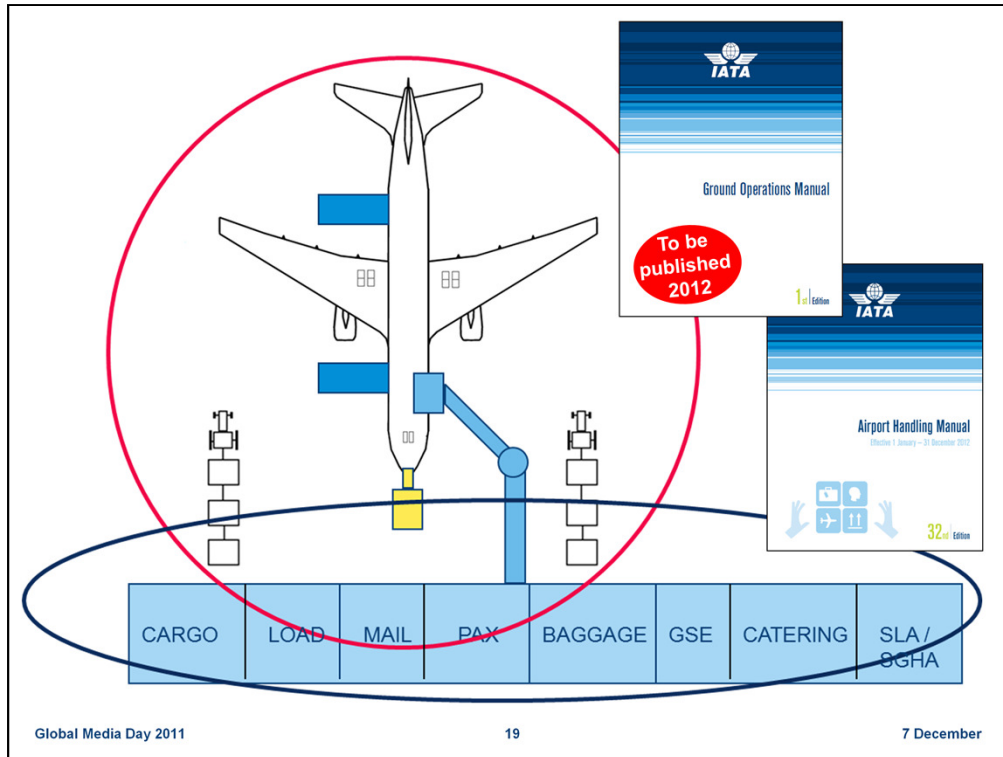 IATA
Ground Operations Manual
To be
published
2012
1st Edition
IATA
Airport Handling Manual
Effective 1 January – 31 December 2012
32nd Edition
CARGO
LOAD
MAIL
PAX
BAGGAGE
GSE
CATERING
SLA /
SGHA
Global Media Day 2011
19
7 December